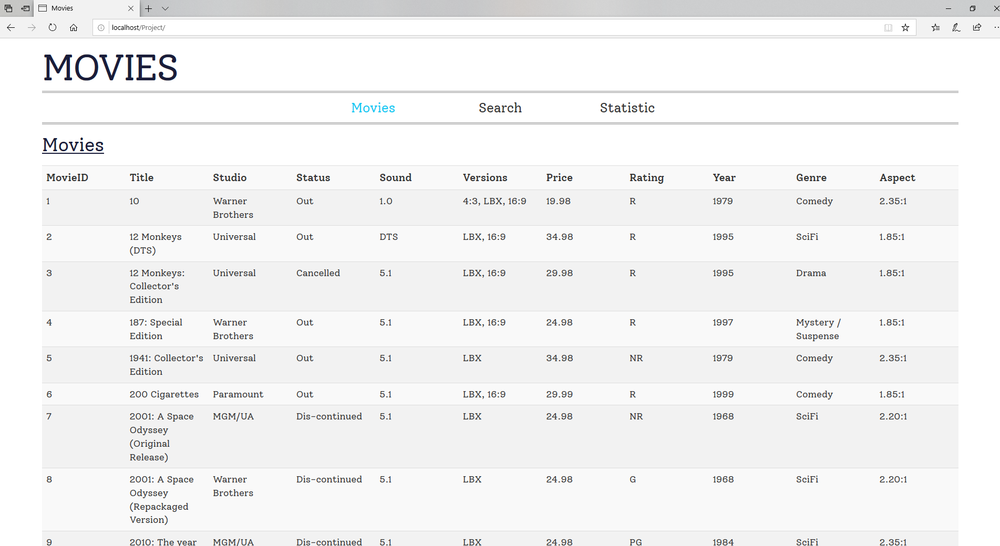 Movies
localhost/Project/
MOVIES
Movies Search Statistic
Movies
MovieID Title Studio Status Sound Versions Price Rating Year Genre Aspect
1 10 Warner Out 1.0 4:3, LBX, 16:9 19.98 R 1979 Comedy 2.35:1
Brothers
2 12 Monkeys Universal Out DTS LBX, 16:9 34.98 R 1995 SciFi 1.85:1
(DTS)
3 12 Monkeys: Universal Cancelled 5.1 LBX, 16:9 29.98 R 1995 Drama 1.85:1
Collector's
Edition
4 187: Special Warner Out 5.1 LBX, 16:9 24.98 R 1997 Mystery / 1.85:1
Edition Brothers Suspense
5 1941: Collector's Universal Out 5.1 LBX 34.98 NR 1979 Comedy 2.35:1
Edition
6 200 Cigarettes Paramount Out 5.1 LBX, 16:9 29.99 R 1999 Comedy 1.85:1
7 2001: A Space MGM/UA Dis-continued 5.1 LBX 24.98 NR 1968 SciFi 2.20:1
Odyssey
(Original
Release)
8 2001: A Space Warner Dis-continued 5.1 LBX 24.98 G 1968 SciFi 2.20:1
Odyssey Brothers
(Repackaged
Version)
9 2010: The year MGM/UA Dis-continued 5.1 LBX 24.98 PG 1984 SciFi 2.35:1